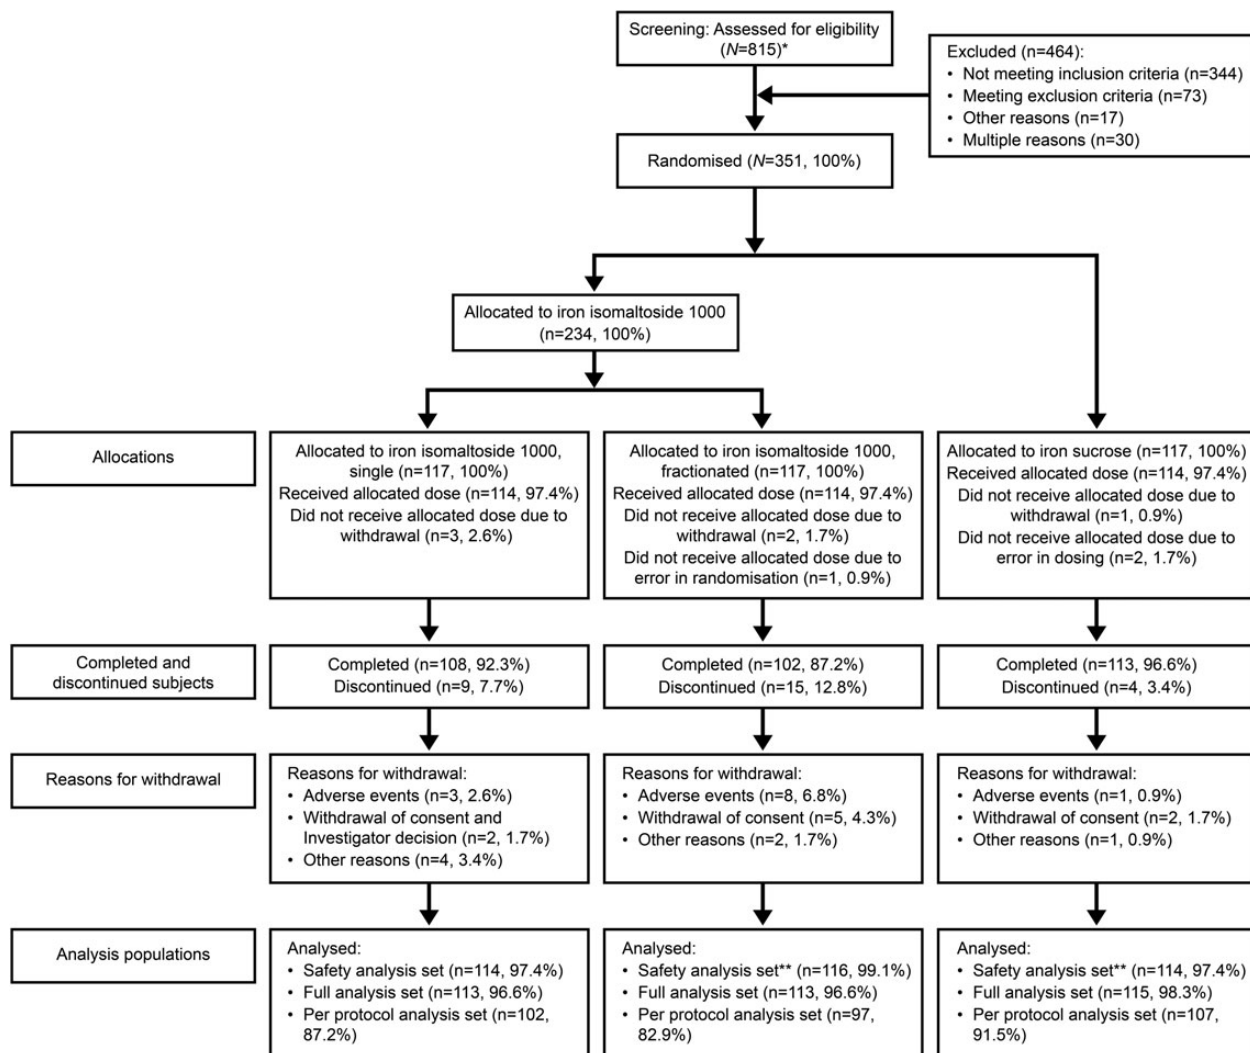 Screening: Assessed for eligibility
(N=815)*
Excluded (n=464):
• Not meeting inclusion criteria (n=344)
• Meeting exclusion criteria (n=73)
• Other reasons (n=17)
• Multiple reasons (n=30)
Randomised (N=351, 100%)
Allocated to iron isomaltoside 1000
(n=234, 100%)
Allocations
Allocated to iron isomaltoside 1000,
single (n=117, 100%)
Received allocated dose (n=114, 97.4%)
Did not receive allocated dose due to
withdrawal (n=3, 2.6%)
Allocated to iron isomaltoside 1000,
fractionated (n=117, 100%)
Received allocated dose (n=114, 97.4%)
Did not receive allocated dose due to
withdrawal (n=2, 1.7%)
Did not receive allocated dose due to
error in randomisation (n=1, 0.9%)
Allocated to iron sucrose (n=117, 100%)
Received allocated dose (n=114, 97.4%)
Did not receive allocated dose due to
withdrawal (n=1, 0.9%)
Did not receive allocated dose due to
error in dosing (n=2, 1.7%)
Completed and
discontinued subjects
Completed (n=108, 92.3%)
Discontinued (n=9, 7.7%)
Completed (n=102, 87.2%)
Discontinued (n=15, 12.8%)
Completed (n=113, 96.6%)
Discontinued (n=4, 3.4%)
Reasons for withdrawal
Reasons for withdrawal:
• Adverse events (n=3, 2.6%)
• Withdrawal of consent and
Investigator decision (n=2, 1.7%)
• Other reasons (n=4, 3.4%)
Reasons for withdrawal:
• Adverse events (n=8, 6.8%)
• Withdrawal of consent (n=5, 4.3%)
• Other reasons (n=2, 1.7%)
Reasons for withdrawal:
• Adverse events (n=1, 0.9%)
• Withdrawal of consent (n=2, 1.7%)
• Other reasons (n=1, 0.9%)
Analysis populations
Analysed:
• Safety analysis set (n=114, 97.4%)
• Full analysis set (n=113, 96.6%)
• Per protocol analysis set (n=102,
87.2%)
Analysed:
• Safety analysis set** (n=116, 99.1%)
• Full analysis set (n=113, 96.6%)
• Per protocol analysis set (n=97,
82.9%)
Analysed:
• Safety analysis set** (n=114, 97.4%)
• Full analysis set (n=115, 98.3%)
• Per protocol analysis set (n=107,
91.5%)